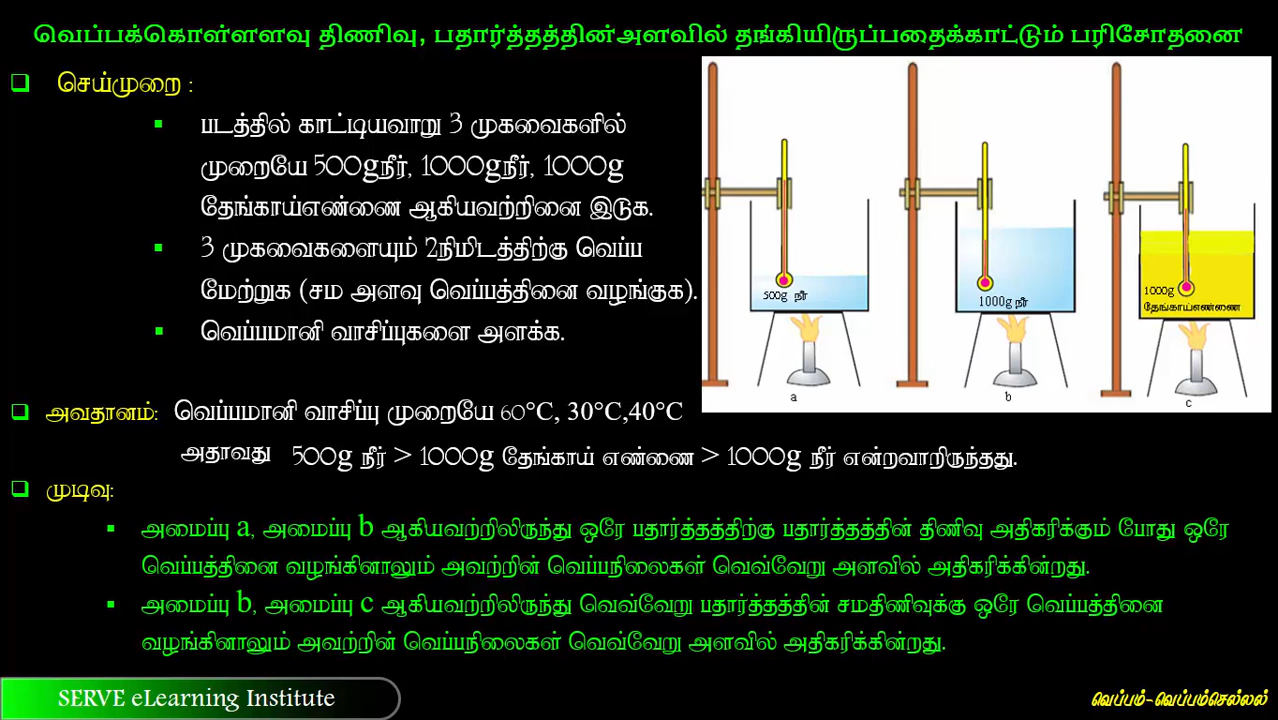 வெப்பக்கொள்ளளவு திணிவு, பதார்த்தத்தின்அளவில் தங்கியிருப்பதைக்காட்டும் பரிசோதனை
செய்முறை :
படத்தில் காட்டியவாறு 3 முகவைகளில்
முறையே 500gநீர், 1000gநீர், 1000g
தேங்காய்எண்ணை ஆகியவற்றினை இடுக.
3 முகவைகளையும் 2நிமிடத்திற்கு வெப்ப
மேற்றுக (சம அளவு வெப்பத்தினை வழங்குக).
வெப்பமானி வாசிப்புகளை அளக்க.
500g நீர்
1000g நீர்
1000g
தேங்காய்எண்ணை
a
b
c
அவதானம்: வெப்பமானி வாசிப்பு முறையே 60°C, 30°C,40°C
அதாவது 500g நீர் > 1000g தேங்காய் எண்ணை > 1000g நீர் என்றவாறிருந்தது.
முடிவு:
அமைப்பு a, அமைப்பு b ஆகியவற்றிலிருந்து ஒரே பதார்த்தத்திற்கு பதார்த்தத்தின் திணிவு அதிகரிக்கும் போது ஒரே
வெப்பத்தினை வழங்கினாலும் அவற்றின் வெப்பநிலைகள் வெவ்வேறு அளவில் அதிகரிக்கின்றது.
அமைப்பு b, அமைப்பு c ஆகியவற்றிலிருந்து வெவ்வேறு பதார்த்தத்தின் சமதிணிவுக்கு ஒரே வெப்பத்தினை
வழங்கினாலும் அவற்றின் வெப்பநிலைகள் வெவ்வேறு அளவில் அதிகரிக்கின்றது.
SERVE eLearning Institute
வெப்பம்-வெப்பம்செல்லல்